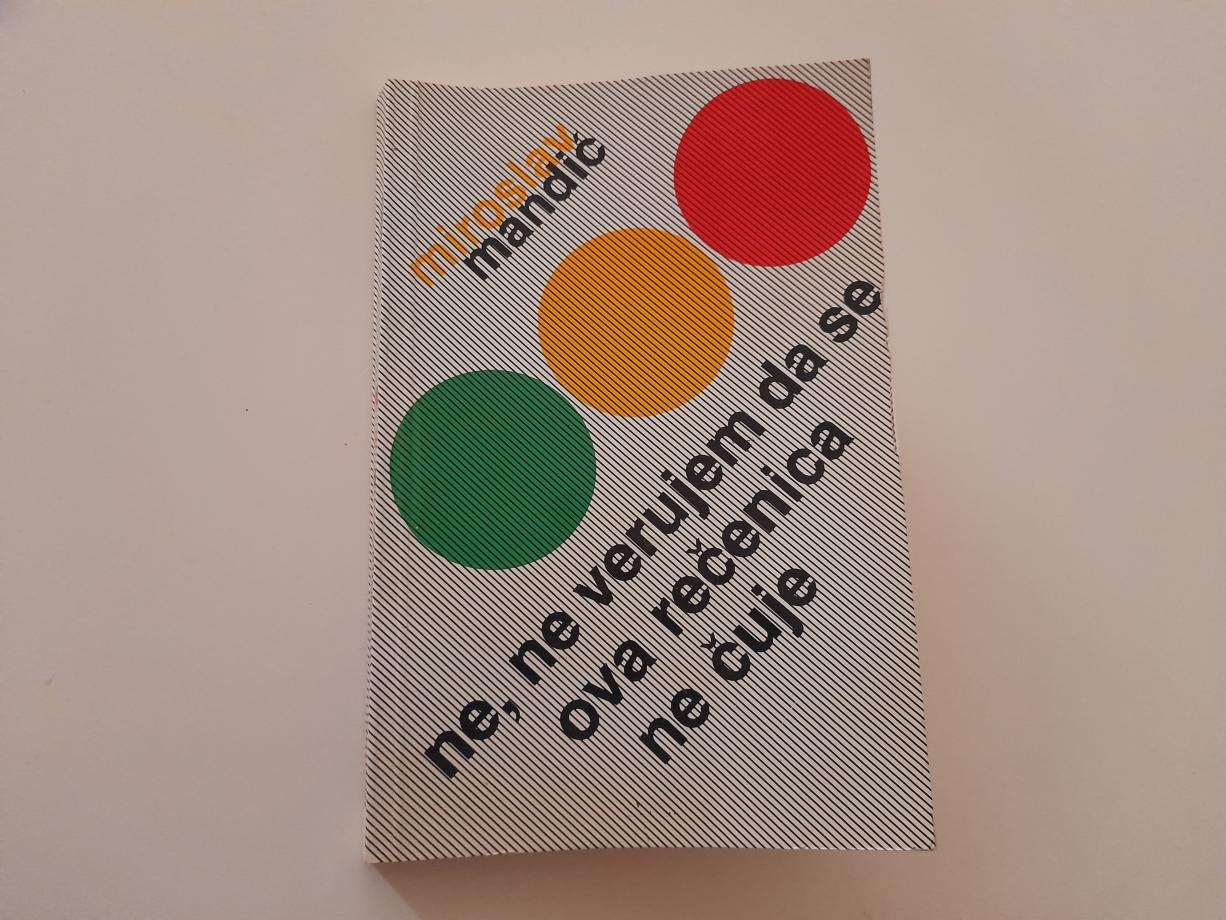 miroslav
mandić
ne, ne verujem da se
ova rečenica
ne čuje